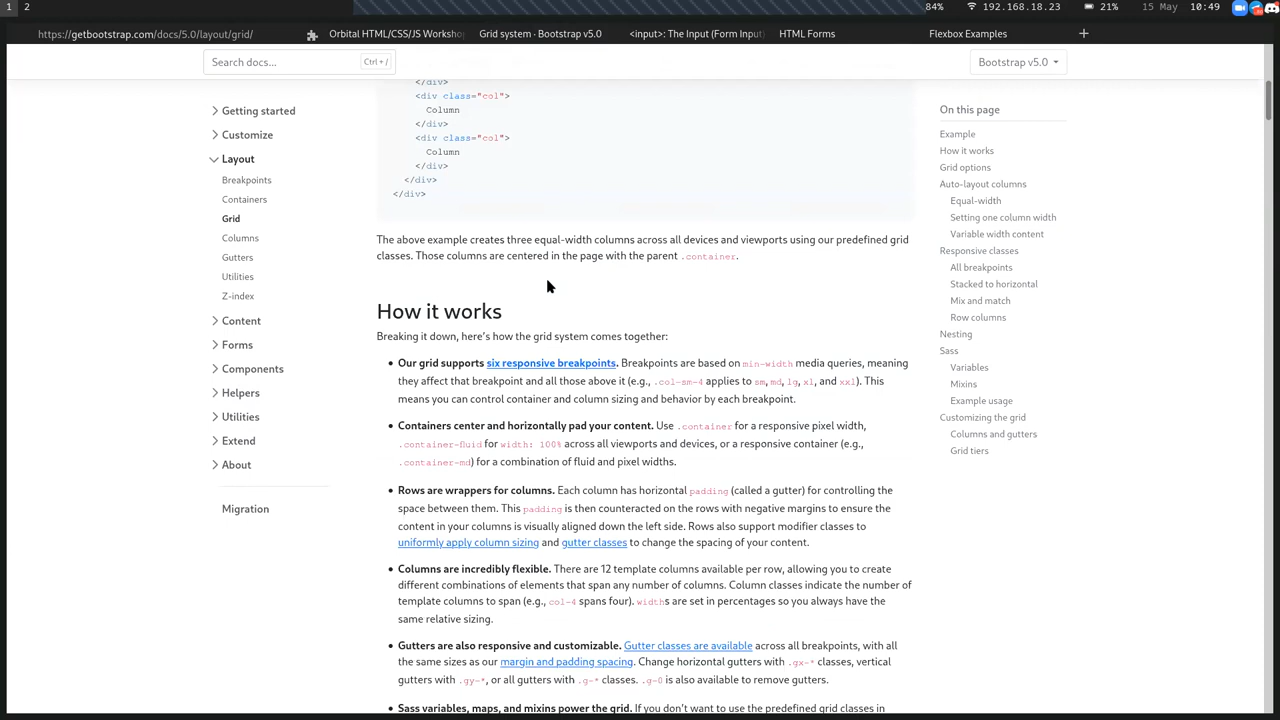 1 2 84% 192.168.18.23 21% 15 May 10:49
https://getbootstrap.com/docs/5.0/layout/grid/ Orbital HTML/CSS/JS Worksho Grid system · Bootstrap v5.0 <input>: The Input (Form Input) HTML Forms Flexbox Examples +
Search docs... Ctrl + /
Bootstrap v5.0
Getting started
Customize
Layout
Breakpoints
Containers
Grid
Columns
Gutters
Utilities
Z-index
Content
Forms
Components
Helpers
Utilities
Extend
About
Migration
</div>
<div class="col">
Column
</div>
<div class="col">
Column
</div>
</div>
</div>
The above example creates three equal-width columns across all devices and viewports using our predefined grid
classes. Those columns are centered in the page with the parent .container.
How it works
Breaking it down, here's how the grid system comes together:
• Our grid supports six responsive breakpoints. Breakpoints are based on min-width media queries, meaning
they affect that breakpoint and all those above it (e.g., .col-sm-4 applies to sm, md, lg, xl, and xxl). This
means you can control container and column sizing and behavior by each breakpoint.
• Containers center and horizontally pad your content. Use .container for a responsive pixel width,
.container-fluid for width: 100% across all viewports and devices, or a responsive container (e.g.,
.container-md) for a combination of fluid and pixel widths.
• Rows are wrappers for columns. Each column has horizontal padding (called a gutter) for controlling the
space between them. This padding is then counteracted on the rows with negative margins to ensure the
content in your columns is visually aligned down the left side. Rows also support modifier classes to
uniformly apply column sizing and gutter classes to change the spacing of your content.
• Columns are incredibly flexible. There are 12 template columns available per row, allowing you to create
different combinations of elements that span any number of columns. Column classes indicate the number of
template columns to span (e.g., col-4 spans four). widths are set in percentages so you always have the
same relative sizing.
• Gutters are also responsive and customizable. Gutter classes are available across all breakpoints, with all
the same sizes as our margin and padding spacing. Change horizontal gutters with .gx-* classes, vertical
gutters with .gy-*, or all gutters with .g-* classes. .g-0 is also available to remove gutters.
• Sass variables, maps, and mixins power the grid. If you don't want to use the predefined grid classes in
On this page
Example
How it works
Grid options
Auto-layout columns
Equal-width
Setting one column width
Variable width content
Responsive classes
All breakpoints
Stacked to horizontal
Mix and match
Row columns
Nesting
Sass
Variables
Mixins
Example usage
Customizing the grid
Columns and gutters
Grid tiers